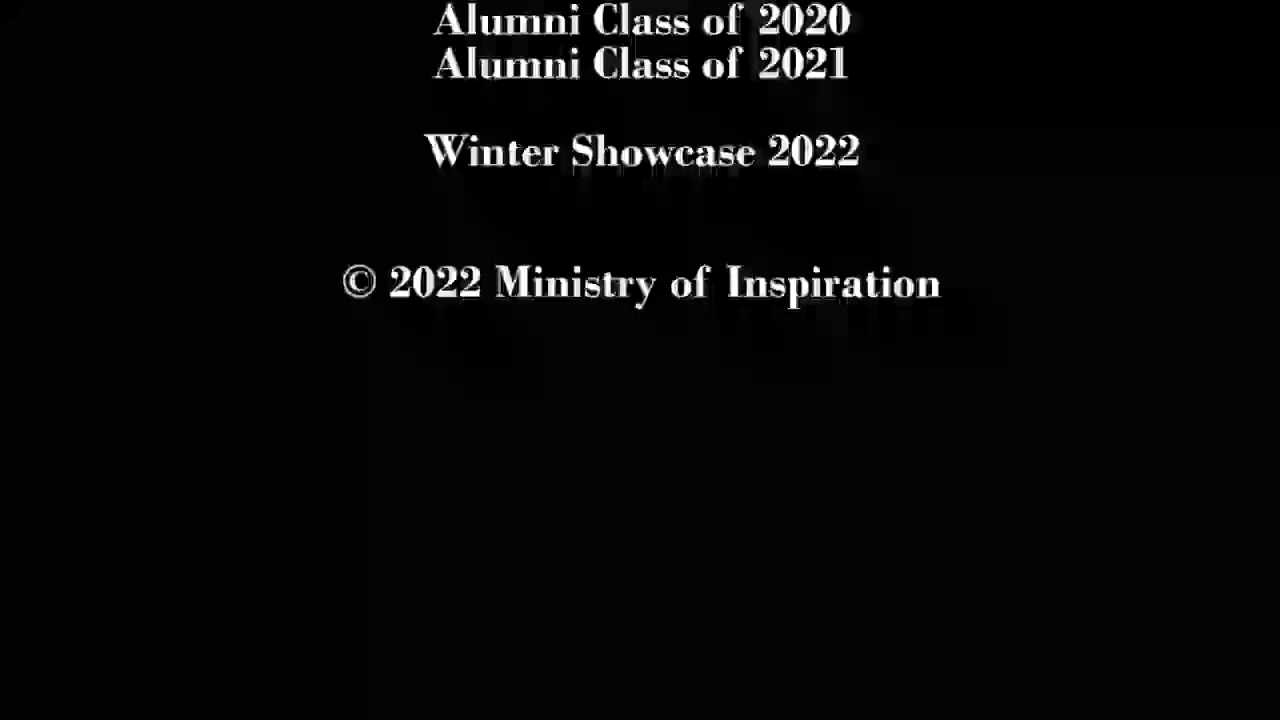 Alumni Class of 2020
Alumni Class of 2021
Winter Showcase 2022
© 2022 Ministry of Inspiration